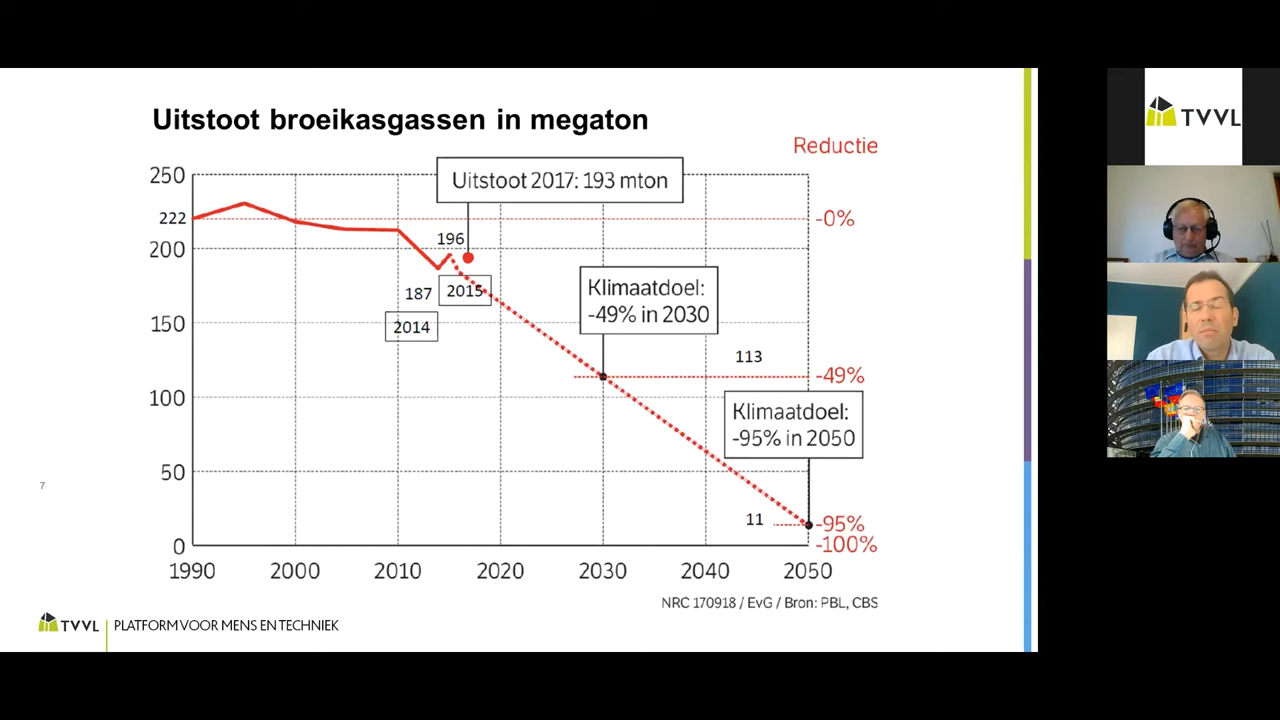 Uitstoot broeikasgassen in megaton
Reductie
250
Uitstoot 2017: 193 mton
222
-0%
196
200
Klimaatdoel:
-49% in 2030
187
2015
2014
150
113
-49%
100
Klimaatdoel:
-95% in 2050
50
11
-95%
-100%
0
1990 2000 2010 2020 2030 2040 2050
NRC 170918 / EvG / Bron: PBL, CBS
7
TVVL PLATFORM VOOR MENS EN TECHNIEK
TVVL